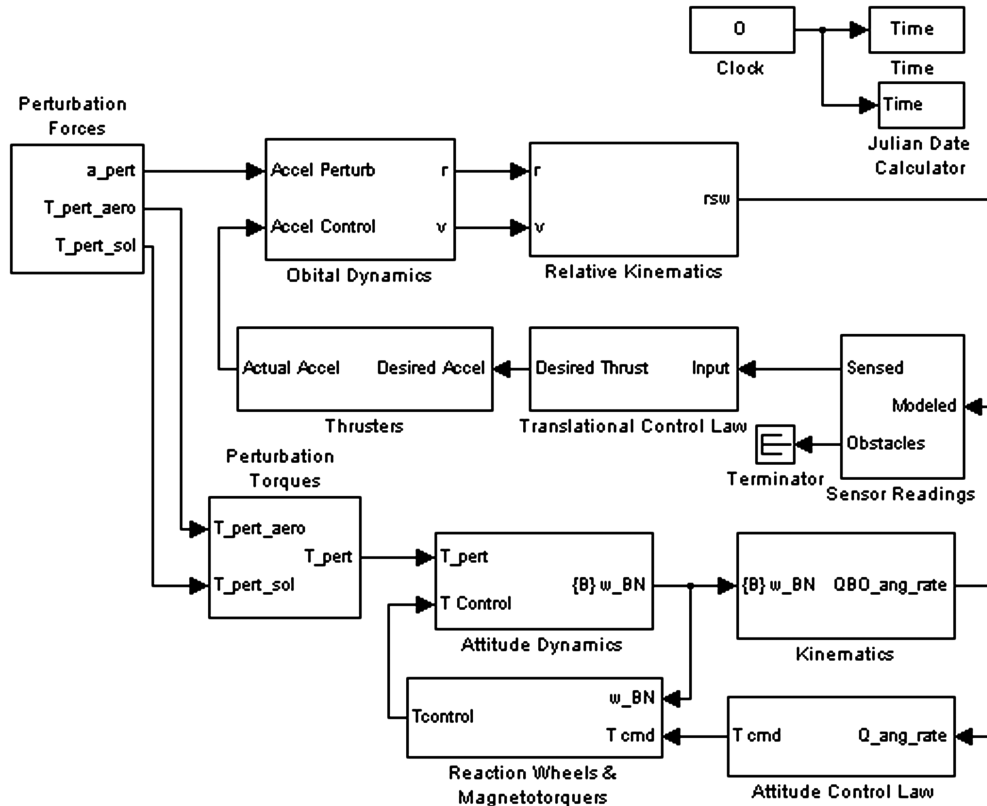 0
Clock
Time
Time
Time
Julian Date
Calculator
Perturbation
Forces
a_pert
T_pert_aero
T_pert_sol
Accel Perturb
r
Accel Control
v
Obital Dynamics
r
rsw
v
Relative Kinematics
Actual Accel
Desired Accel
Thrusters
Desired Thrust
Input
Translational Control Law
Sensed
Modeled
Obstacles
Sensor Readings
Terminator
Perturbation
Torques
T_pert_aero
T_pert
T_pert_sol
T_pert
{B} w_BN
T Control
Attitude Dynamics
{B} w_BN
QBO_ang_rate
Kinematics
w_BN
Tcontrol
T cmd
Reaction Wheels &
Magnetotorquers
T cmd
Q_ang_rate
Attitude Control Law